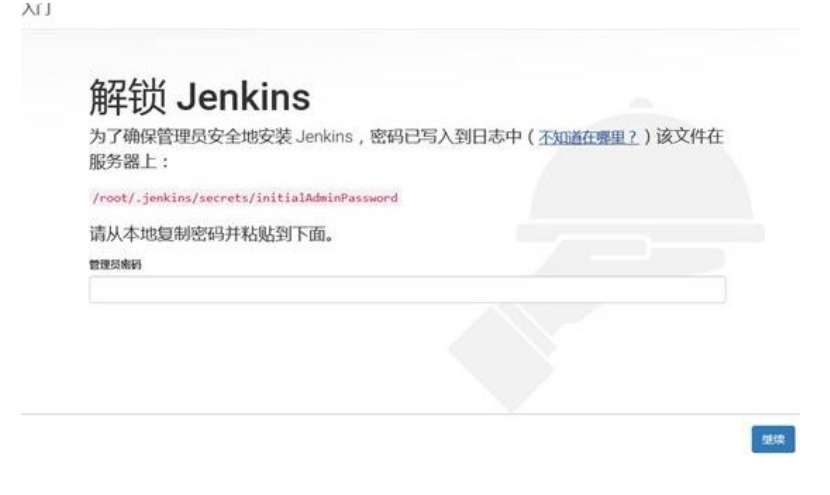 入门
解锁 Jenkins
为了确保管理员安全地安装 Jenkins，密码已写入到日志中（不知道在哪里？）该文件在
服务器上：
/root/.jenkins/secrets/initialAdminPassword
请从本地复制密码并粘贴到下面。
管理员密码
继续